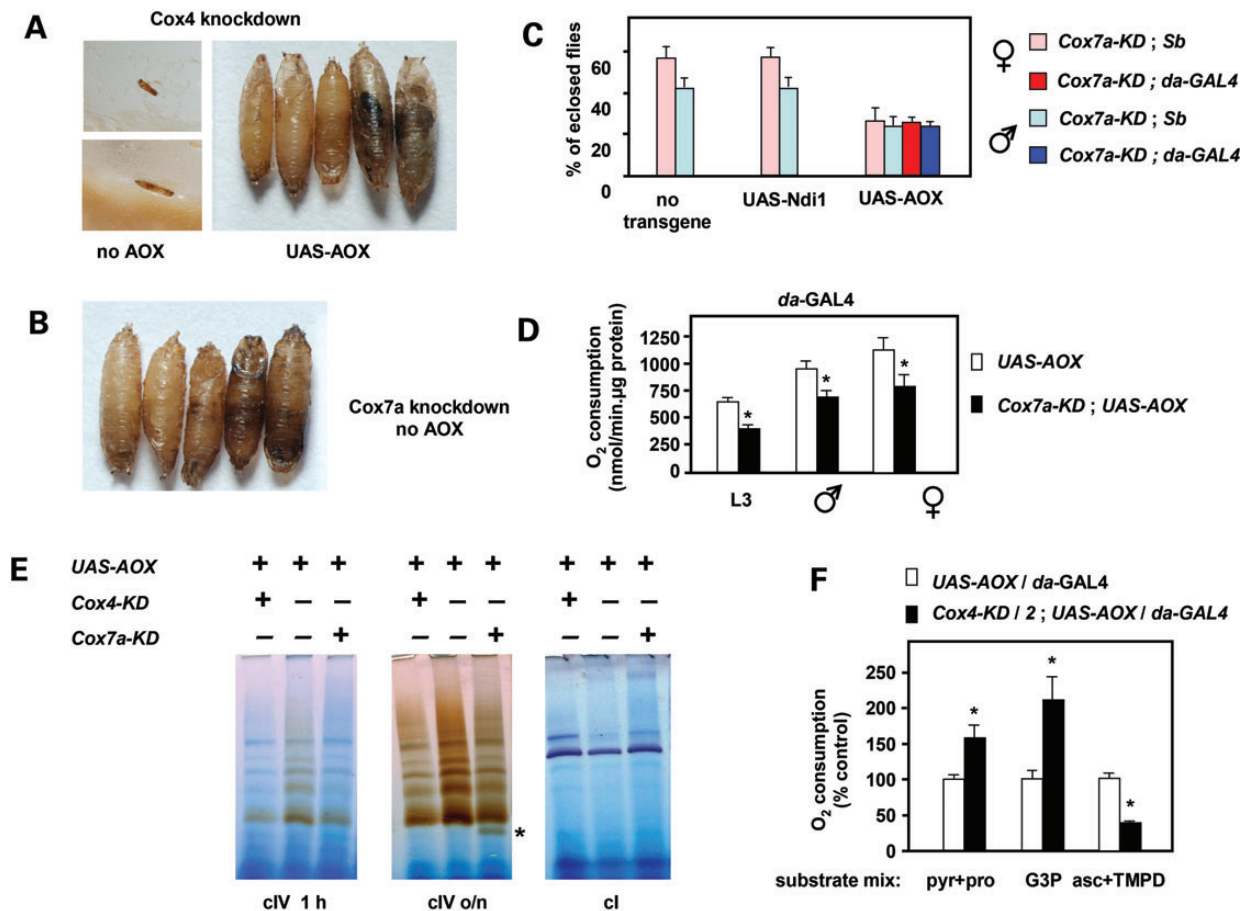 A
Cox4 knockdown
no AOX
UAS-AOX
B
Cox7a knockdown
no AOX
C
% of eclosed flies
60
40
20
0
no
transgene
UAS-Ndi1
UAS-AOX
♀
Cox7a-KD ; Sb
Cox7a-KD ; da-GAL4
♂
Cox7a-KD ; Sb
Cox7a-KD ; da-GAL4
D
da-GAL4
O2 consumption
(nmol/min.µg protein)
1250
1000
750
500
250
* * *
L3 ♂ ♀
UAS-AOX
Cox7a-KD ; UAS-AOX
E
UAS-AOX + + + + + + + + +
Cox4-KD + – – + – – + – –
Cox7a-KD – – + – – + – – +
*
cIV 1 h
cIV o/n
cI
F
UAS-AOX / da-GAL4
Cox4-KD / 2 ; UAS-AOX / da-GAL4
O2 consumption
(% control)
250
200
150
100
50
0
* * *
substrate mix: pyr+pro G3P asc+TMPD